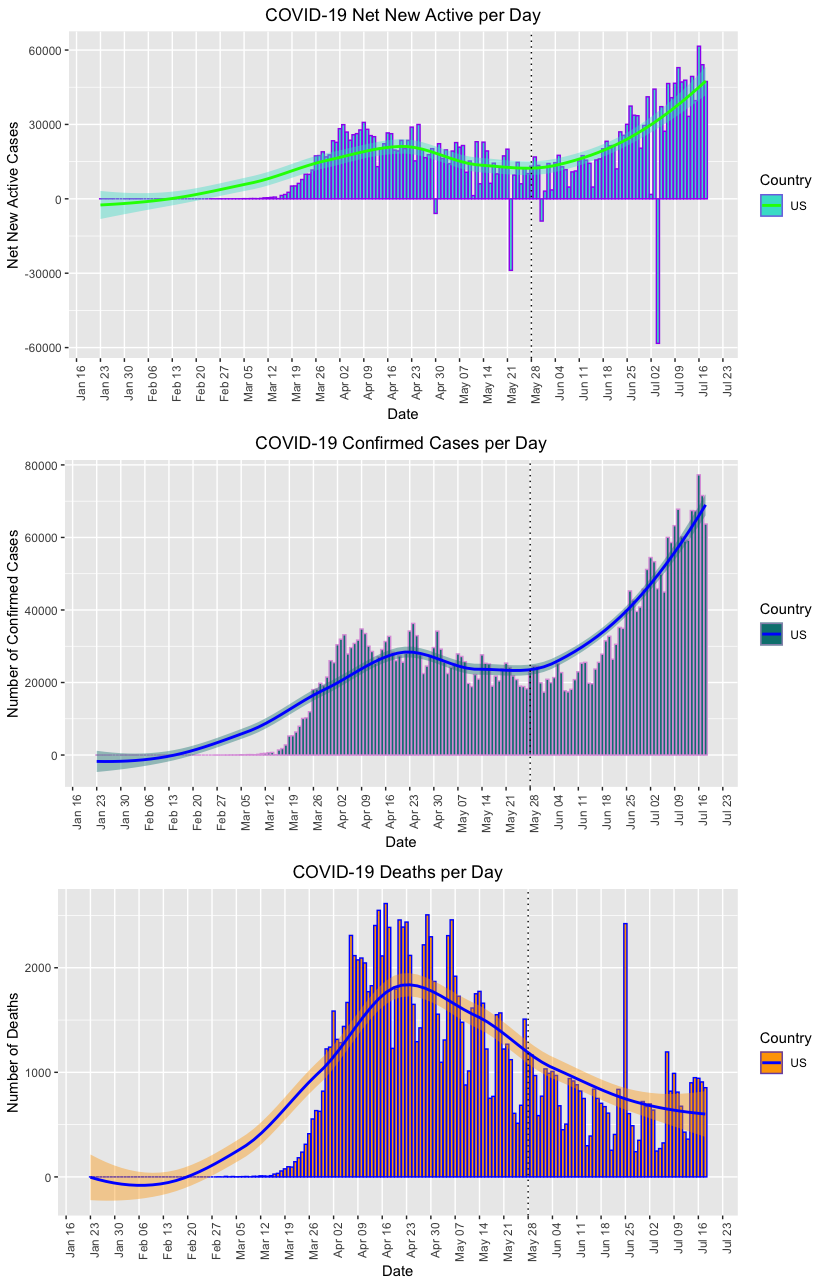 COVID-19 Net New Active per Day
Net New Active Cases
60000
30000
0
-30000
-60000
Jan 16 Jan 23 Jan 30 Feb 06 Feb 13 Feb 20 Feb 27 Mar 05 Mar 12 Mar 19 Mar 26 Apr 02 Apr 09 Apr 16 Apr 23 Apr 30 May 07 May 14 May 21 May 28 Jun 04 Jun 11 Jun 18 Jun 25 Jul 02 Jul 09 Jul 16 Jul 23
Date
Country
US
COVID-19 Confirmed Cases per Day
Number of Confirmed Cases
80000
60000
40000
20000
0
Jan 16 Jan 23 Jan 30 Feb 06 Feb 13 Feb 20 Feb 27 Mar 05 Mar 12 Mar 19 Mar 26 Apr 02 Apr 09 Apr 16 Apr 23 Apr 30 May 07 May 14 May 21 May 28 Jun 04 Jun 11 Jun 18 Jun 25 Jul 02 Jul 09 Jul 16 Jul 23
Date
Country
US
COVID-19 Deaths per Day
Number of Deaths
2000
1000
0
Jan 16 Jan 23 Jan 30 Feb 06 Feb 13 Feb 20 Feb 27 Mar 05 Mar 12 Mar 19 Mar 26 Apr 02 Apr 09 Apr 16 Apr 23 Apr 30 May 07 May 14 May 21 May 28 Jun 04 Jun 11 Jun 18 Jun 25 Jul 02 Jul 09 Jul 16 Jul 23
Date
Country
US